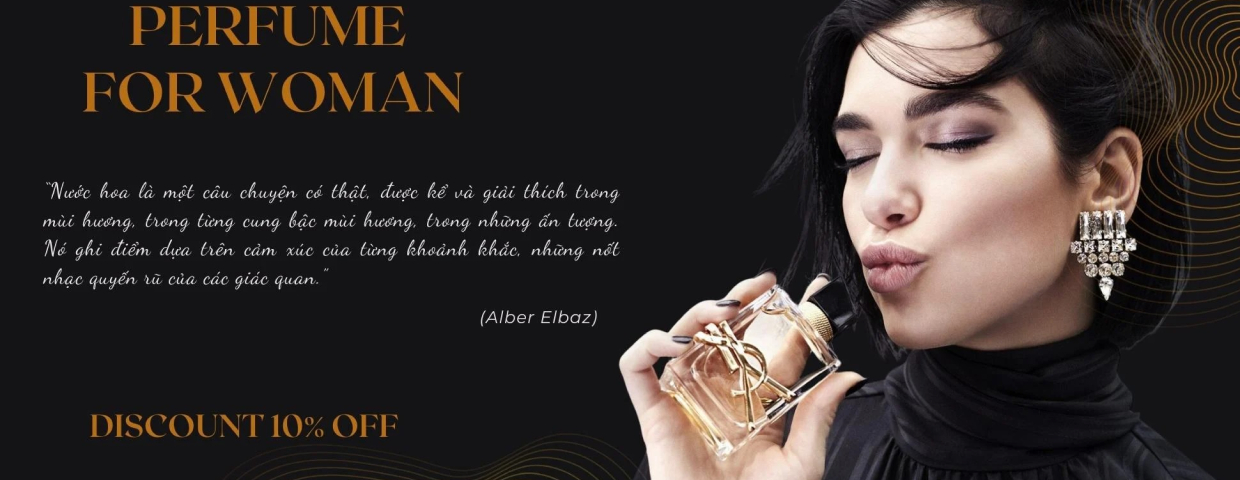 PERFUME
FOR WOMAN
“Nước hoa là một câu chuyện có thật, được kể và giải thích trong
mùi hương, trong từng cung bậc mùi hương, trong những ấn tượng.
Nó ghi điểm dựa trên cảm xúc của từng khoảnh khắc, những nốt
nhạc quyến rũ của các giác quan.”
(Alber Elbaz)
YSL
DISCOUNT 10% OFF